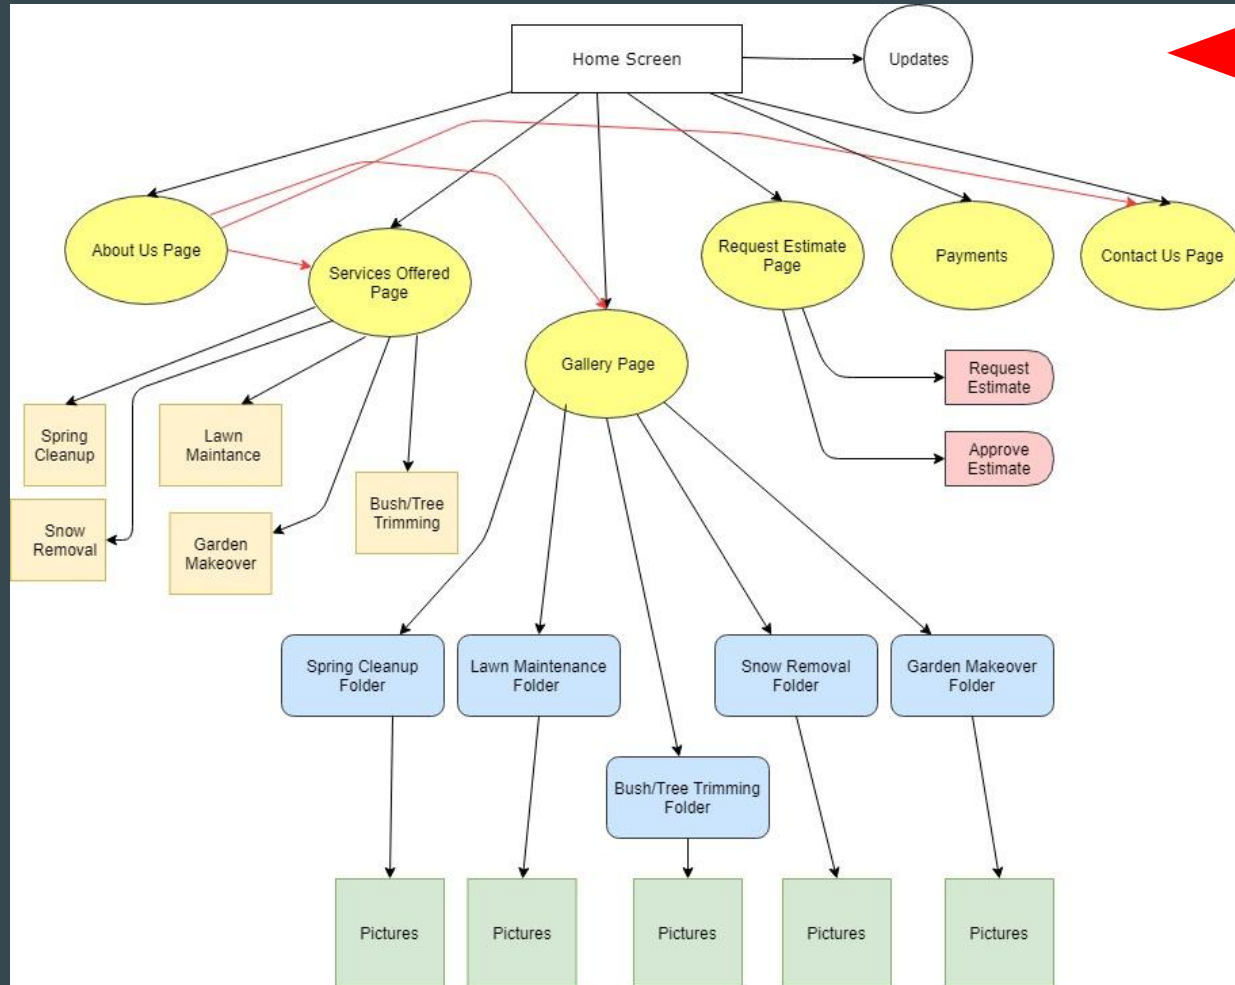 Home Screen
Updates
About Us Page
Services Offered
Page
Request Estimate
Page
Payments
Contact Us Page
Gallery Page
Request
Estimate
Approve
Estimate
Spring
Cleanup
Lawn
Maintance
Bush/Tree
Trimming
Snow
Removal
Garden
Makeover
Spring Cleanup
Folder
Lawn Maintenance
Folder
Snow Removal
Folder
Garden Makeover
Folder
Bush/Tree Trimming
Folder
Pictures
Pictures
Pictures
Pictures
Pictures